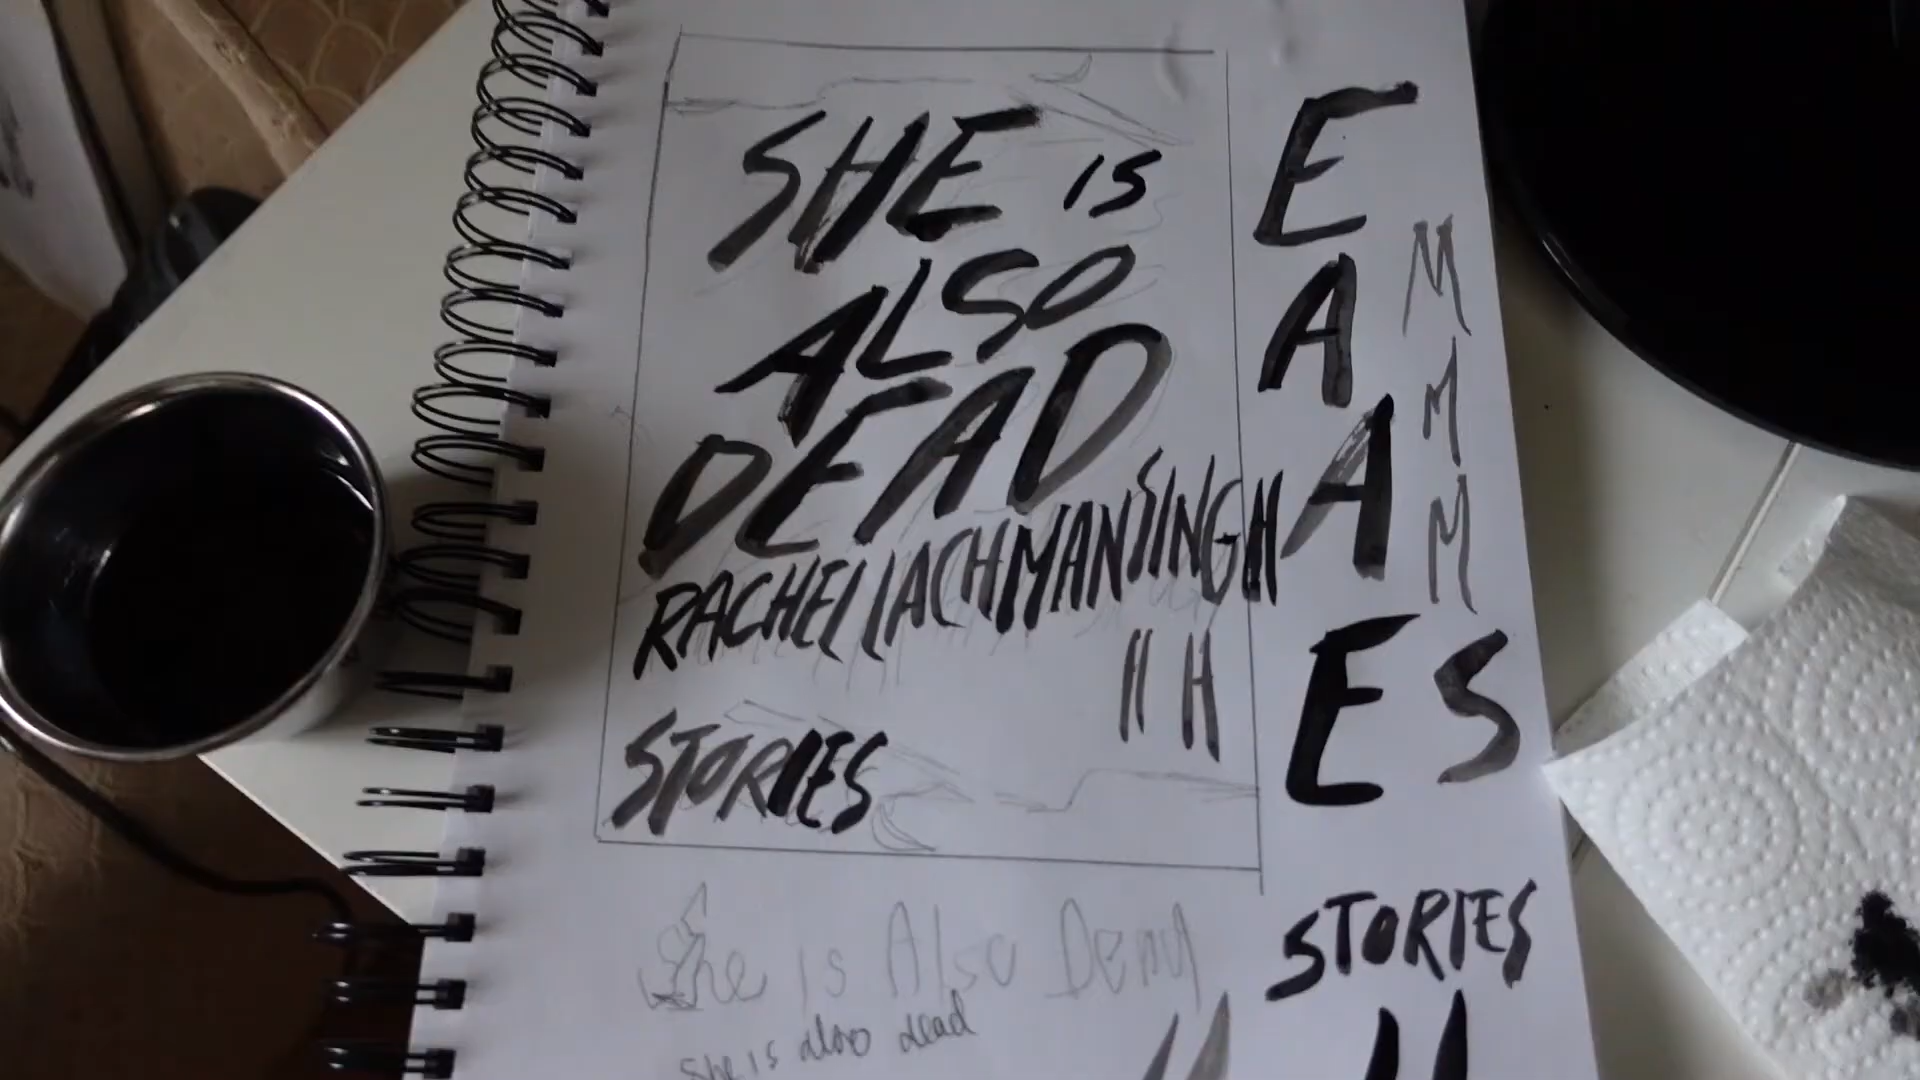 SHE IS
ALSO
DEAD
RACHEL LACHMANSINGH
H H
STORIES
She Is Also Dead
She is also dead
E
A
A
E S
M
M
M
STORIES